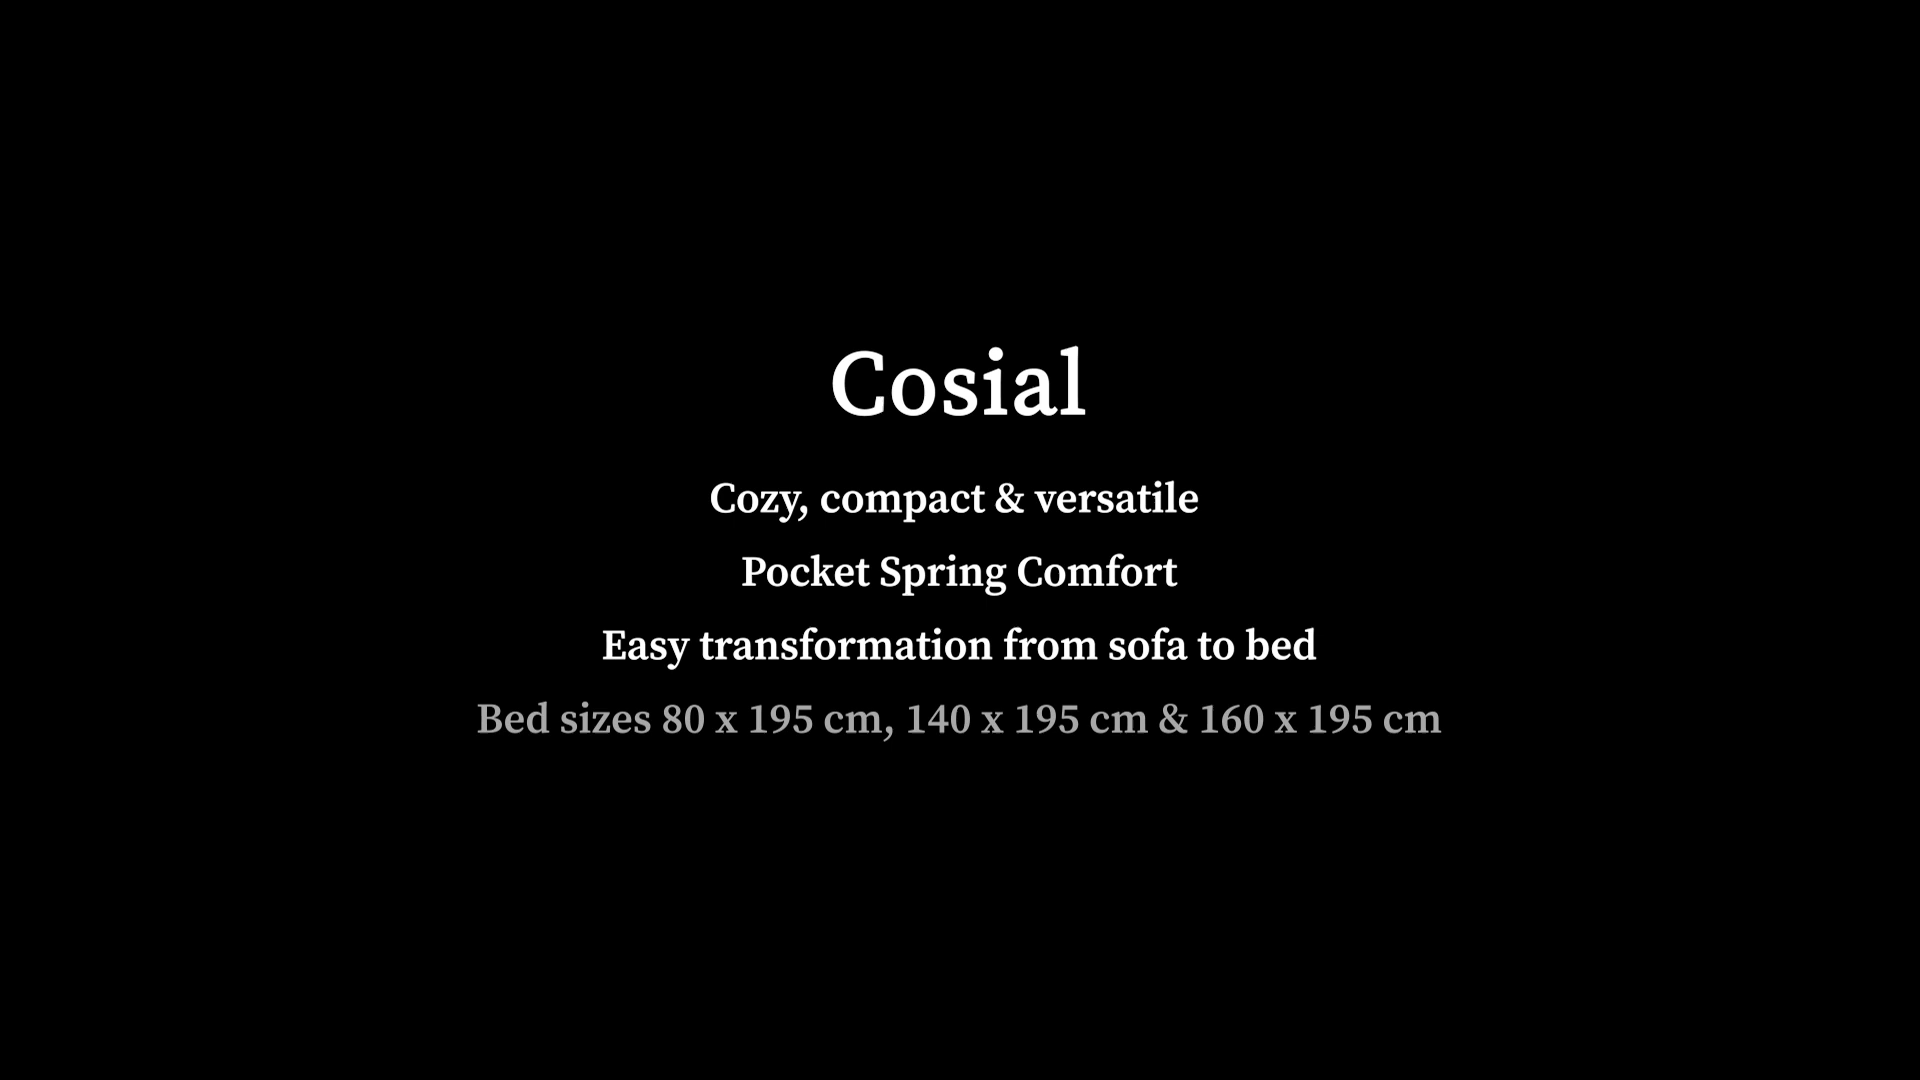 Cosial
Cozy, compact & versatile
Pocket Spring Comfort
Easy transformation from sofa to bed
Bed sizes 80 x 195 cm, 140 x 195 cm & 160 x 195 cm